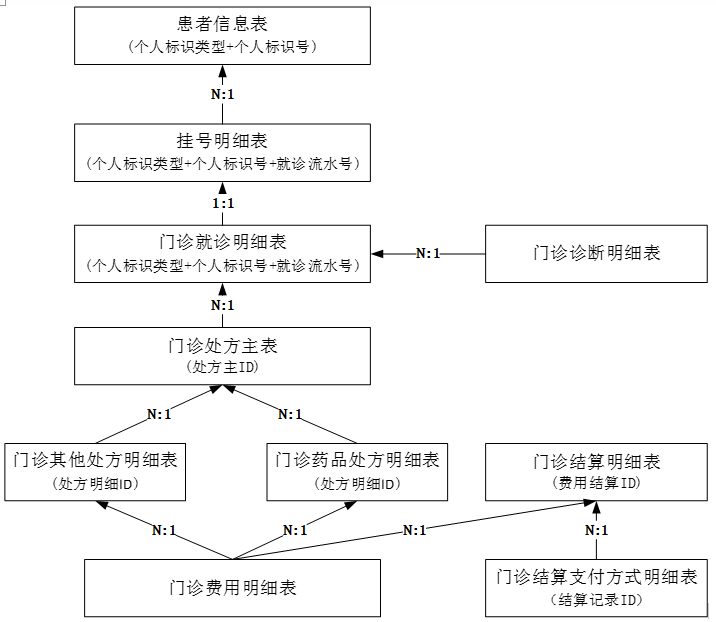 患者信息表
(个人标识类型+个人标识号)
N:1
挂号明细表
(个人标识类型+个人标识号+就诊流水号)
1:1
门诊就诊明细表
(个人标识类型+个人标识号+就诊流水号)
N:1
门诊诊断明细表
N:1
门诊处方主表
(处方主ID)
N:1
N:1
门诊其他处方明细表
(处方明细ID)
门诊药品处方明细表
(处方明细ID)
门诊结算明细表
(费用结算ID)
N:1
N:1
N:1
N:1
门诊费用明细表
门诊结算支付方式明细表
(结算记录ID)